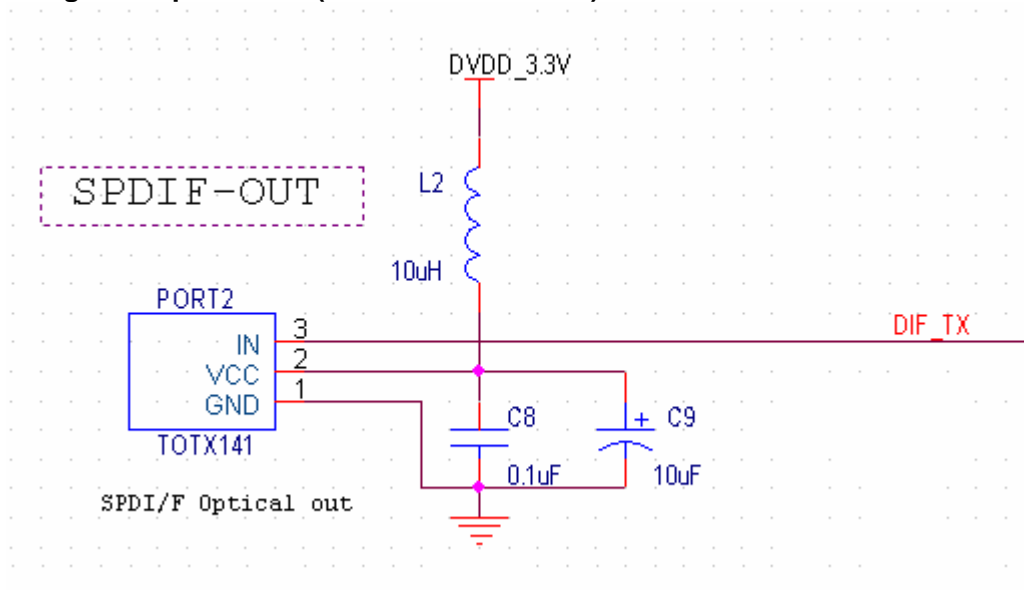 DVDD_3.3V
SPDIF-OUT
L2
10uH
PORT2
IN 3
VCC 2
GND 1
TOTX141
DIF_TX
C8
0.1uF
+ C9
10uF
SPDI/F Optical out